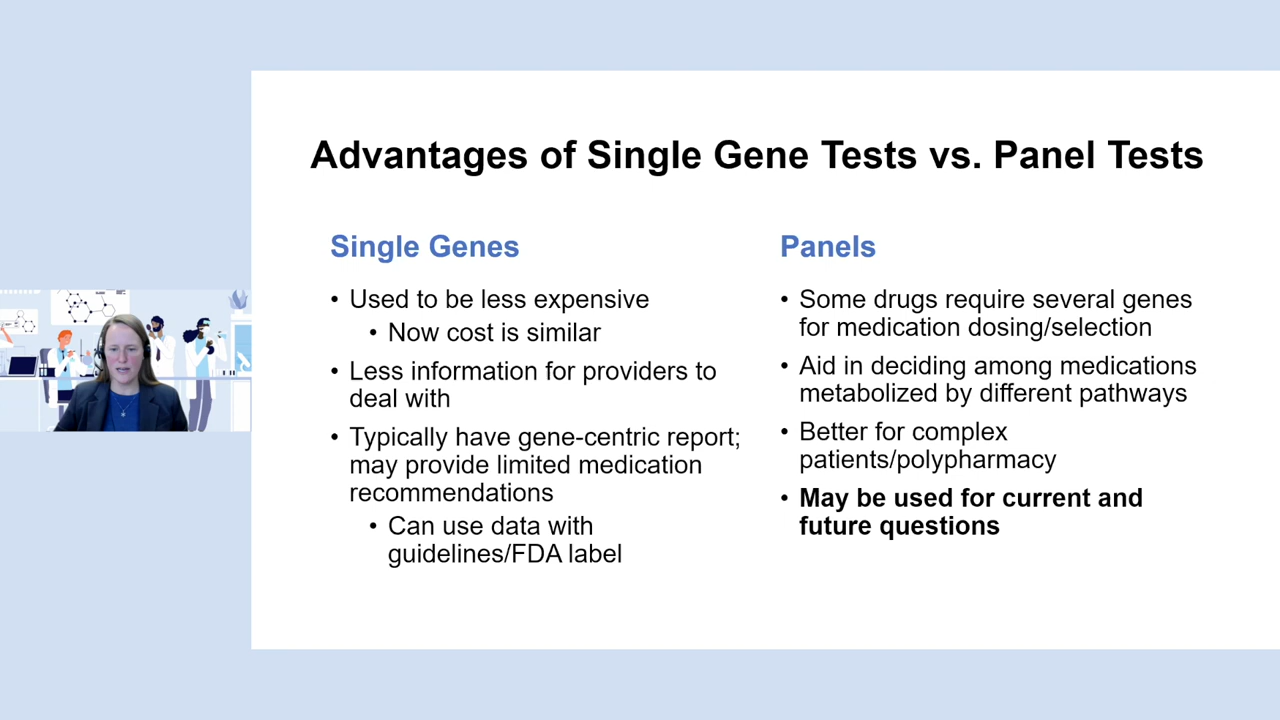 Advantages of Single Gene Tests vs. Panel Tests
Single Genes
• Used to be less expensive
• Now cost is similar
• Less information for providers to
deal with
• Typically have gene-centric report;
may provide limited medication
recommendations
• Can use data with
guidelines/FDA label
Panels
• Some drugs require several genes
for medication dosing/selection
• Aid in deciding among medications
metabolized by different pathways
• Better for complex
patients/polypharmacy
• May be used for current and
future questions